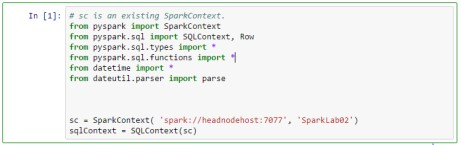 In [1]: # sc is an existing SparkContext.
from pyspark import SparkContext
from pyspark.sql import SQLContext, Row
from pyspark.sql.types import *
from pyspark.sql.functions import *
from datetime import *
from dateutil.parser import parse
sc = SparkContext( 'spark://headnodehost:7077', 'SparkLab02')
sqlContext = SQLContext(sc)